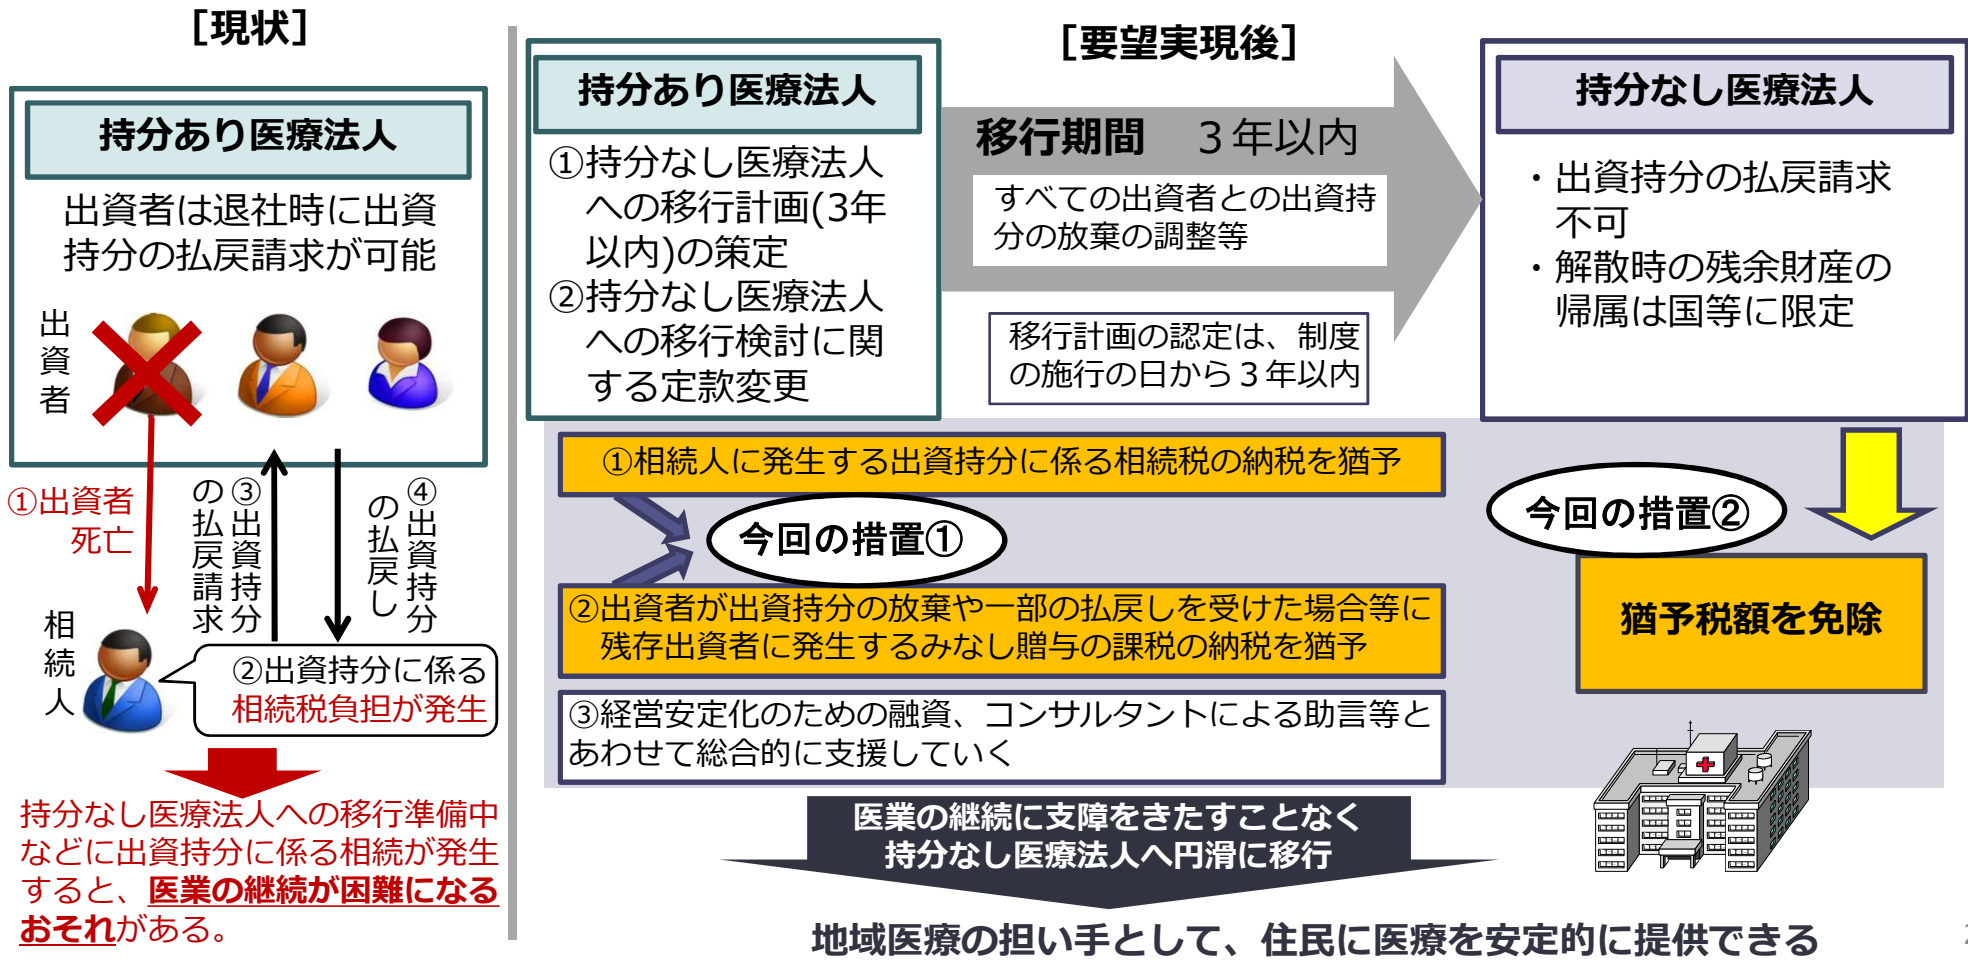 ［現状］
持分あり医療法人
出資者は退社時に出資
持分の払戻請求が可能
出資者
①出資者
死亡
③出資持分
の払戻請求
④出資持分
の払戻し
相続人
②出資持分に係る
相続税負担が発生
持分なし医療法人への移行準備中
などに出資持分に係る相続が発生
すると、医業の継続が困難になる
おそれがある。
［要望実現後］
持分あり医療法人
①持分なし医療法人
への移行計画(3年
以内)の策定
②持分なし医療法人
への移行検討に関
する定款変更
移行期間　３年以内
すべての出資者との出資持
分の放棄の調整等
移行計画の認定は、制度
の施行の日から３年以内
持分なし医療法人
・出資持分の払戻請求
不可
・解散時の残余財産の
帰属は国等に限定
①相続人に発生する出資持分に係る相続税の納税を猶予
今回の措置①
②出資者が出資持分の放棄や一部の払戻しを受けた場合等に
残存出資者に発生するみなし贈与の課税の納税を猶予
③経営安定化のための融資、コンサルタントによる助言等と
あわせて総合的に支援していく
今回の措置②
猶予税額を免除
医業の継続に支障をきたすことなく
持分なし医療法人へ円滑に移行
地域医療の担い手として、住民に医療を安定的に提供できる